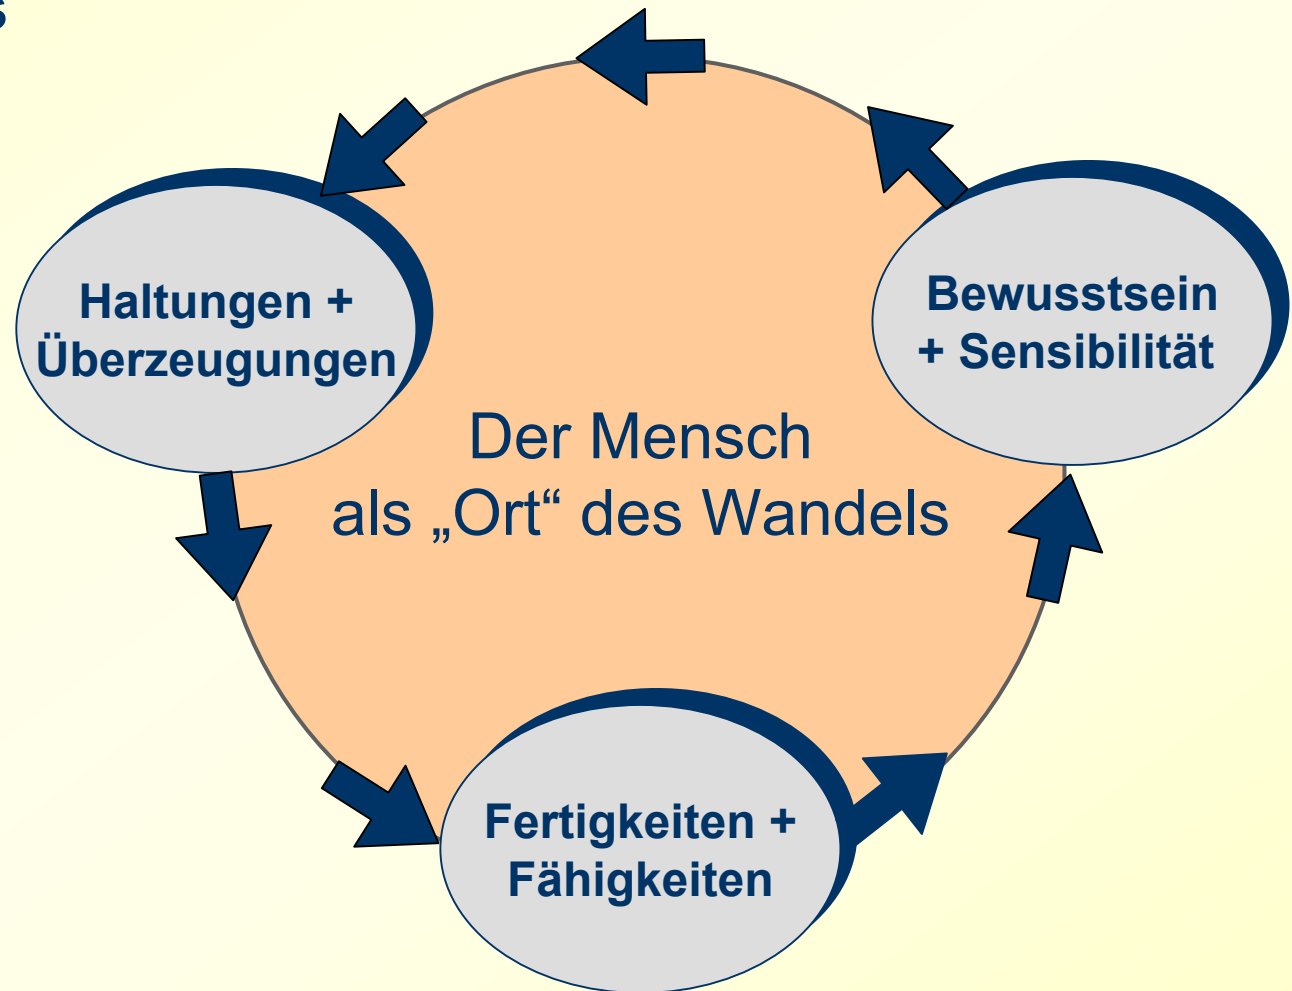 Haltungen +
Überzeugungen
Bewusstsein
+ Sensibilität
Der Mensch
als „Ort“ des Wandels
Fertigkeiten +
Fähigkeiten